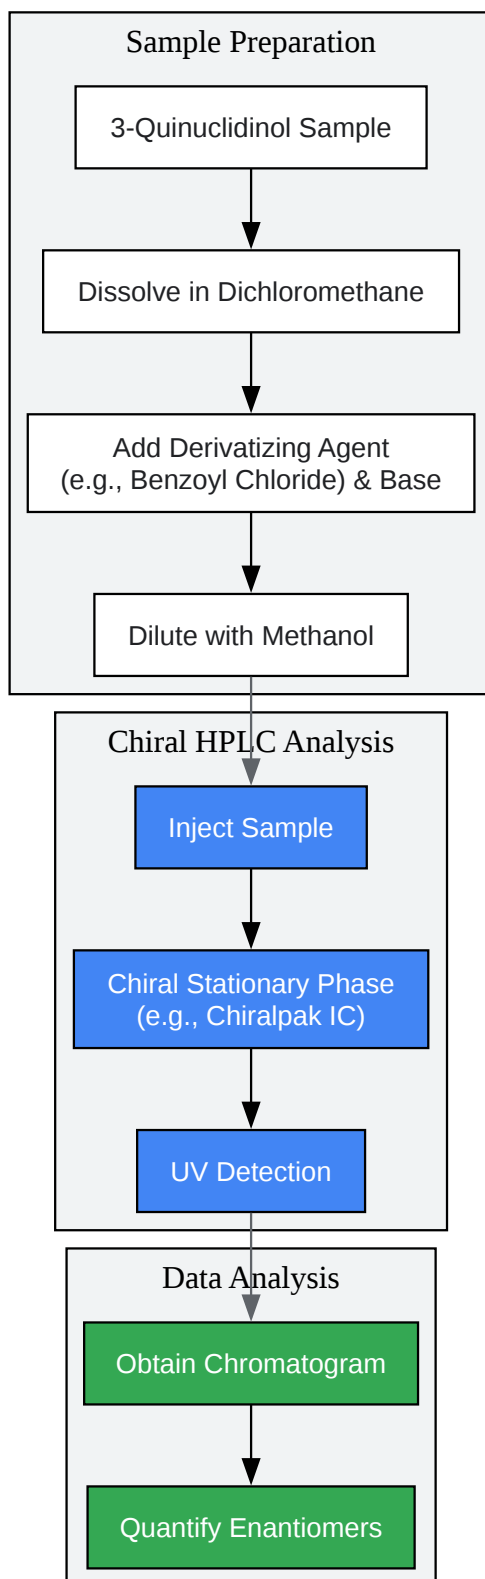 Sample Preparation
3-Quinuclidinol Sample
Dissolve in Dichloromethane
Add Derivatizing Agent
(e.g., Benzoyl Chloride) & Base
Dilute with Methanol
Chiral HPLC Analysis
Inject Sample
Chiral Stationary Phase
(e.g., Chiralpak IC)
UV Detection
Data Analysis
Obtain Chromatogram
Quantify Enantiomers